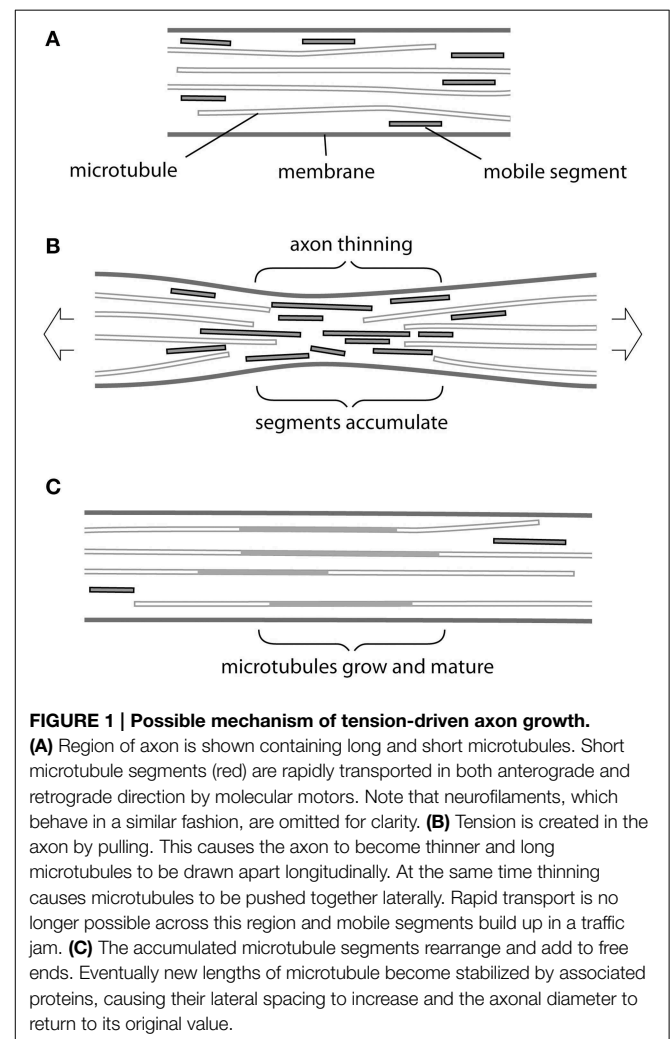 A
microtubule membrane mobile segment
B
axon thinning
segments accumulate
C
microtubules grow and mature
FIGURE 1 | Possible mechanism of tension-driven axon growth.
(A) Region of axon is shown containing long and short microtubules. Short
microtubule segments (red) are rapidly transported in both anterograde and
retrograde direction by molecular motors. Note that neurofilaments, which
behave in a similar fashion, are omitted for clarity. (B) Tension is created in the
axon by pulling. This causes the axon to become thinner and long
microtubules to be drawn apart longitudinally. At the same time thinning
causes microtubules to be pushed together laterally. Rapid transport is no
longer possible across this region and mobile segments build up in a traffic
jam. (C) The accumulated microtubule segments rearrange and add to free
ends. Eventually new lengths of microtubule become stabilized by associated
proteins, causing their lateral spacing to increase and the axonal diameter to
return to its original value.